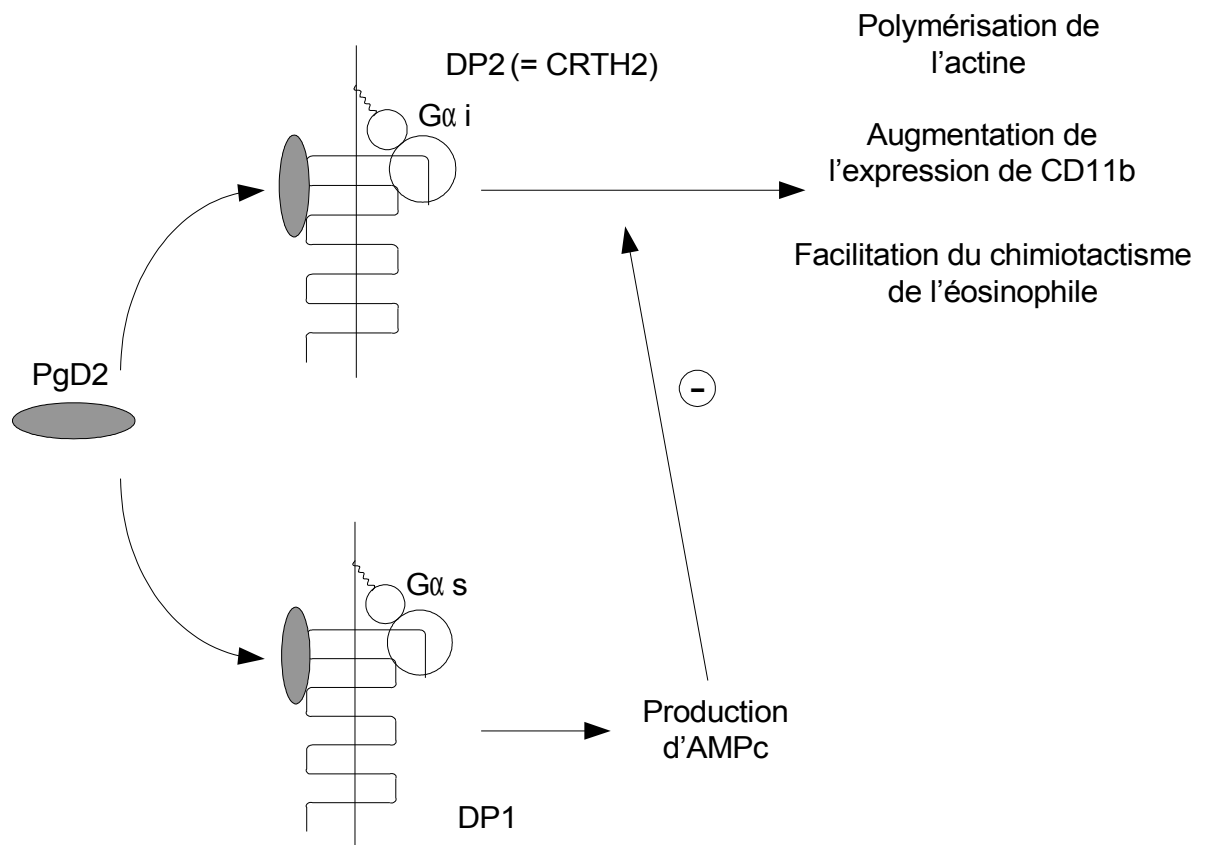 Polymérisation de
l’actine
DP2 (= CRTH2)
Gα i
Augmentation de
l’expression de CD11b
Facilitation du chimiotactisme
de l’éosinophile
PgD2
-
Gα s
Production
d’AMPc
DP1